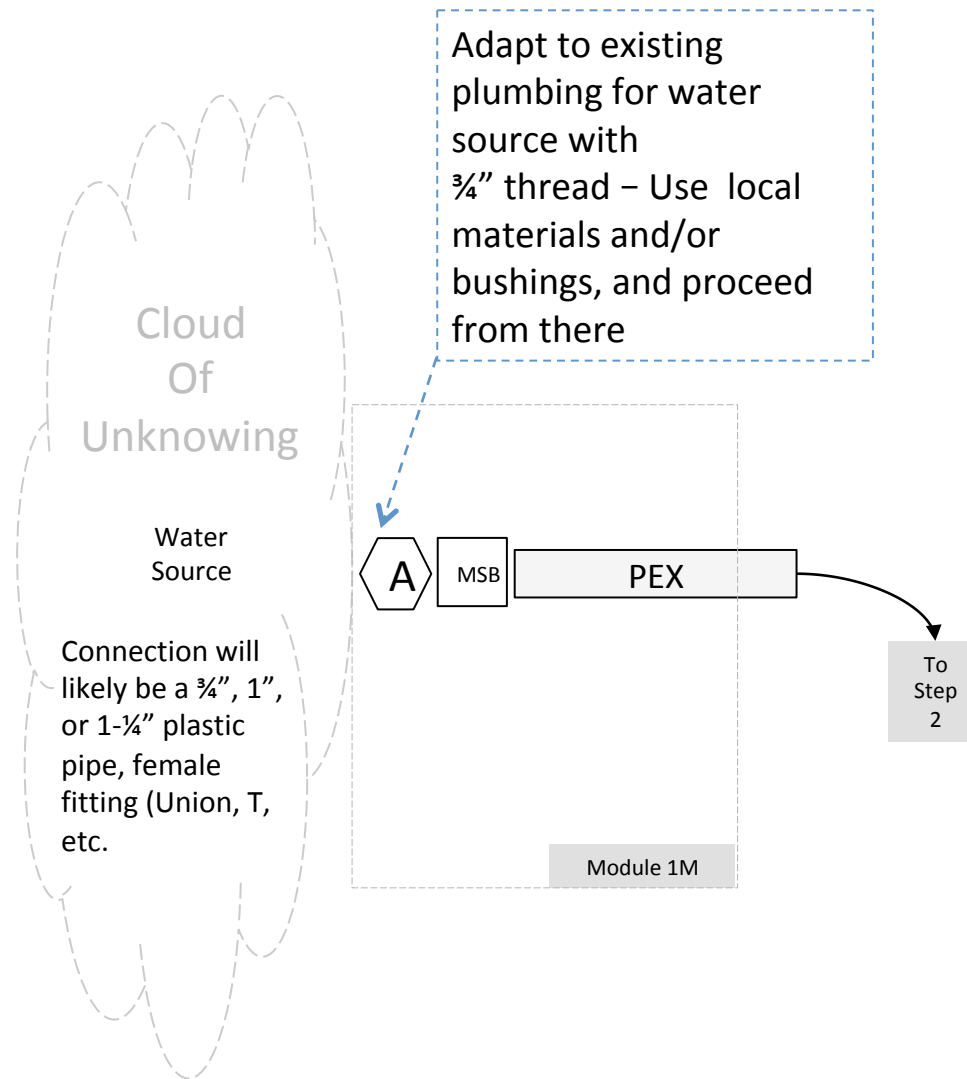 Adapt to existing
plumbing for water
source with
¾” thread – Use local
materials and/or
bushings, and proceed
from there
Cloud
Of
Unknowing
Water
Source
Connection will
likely be a ¾”, 1”,
or 1-¼” plastic
pipe, female
fitting (Union, T,
etc.
A
MSB
PEX
To
Step
2
Module 1M